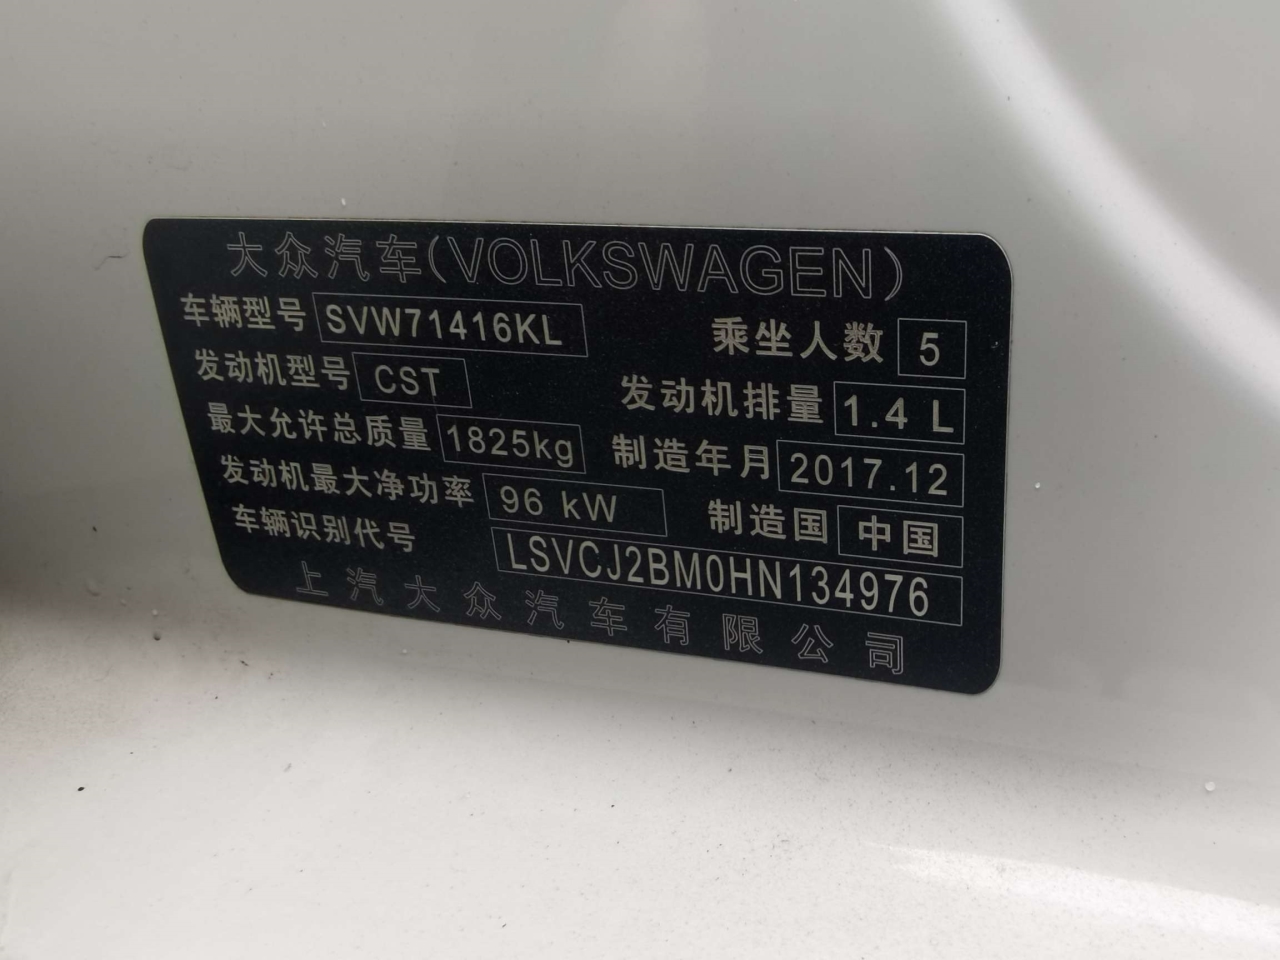 大众汽车(VOLKSWAGEN)
车辆型号 SVW71416KL 乘坐人数 5
发动机型号 CST 发动机排量 1.4 L
最大允许总质量 1825kg 制造年月 2017.12
发动机最大净功率 96 kW 制造国 中国
车辆识别代号 LSVCJ2BM0HN134976
上汽大众汽车有限公司